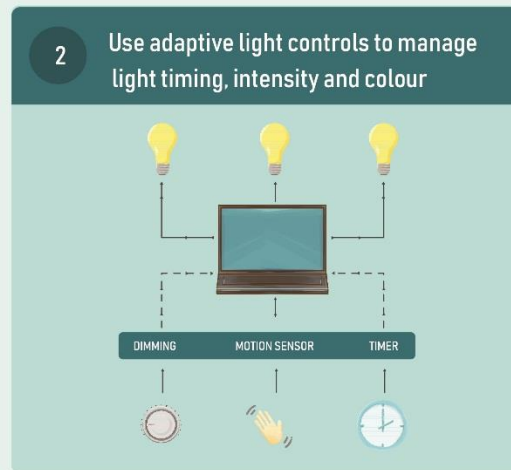 2
Use adaptive light controls to manage
light timing, intensity and colour
DIMMING MOTION SENSOR TIMER